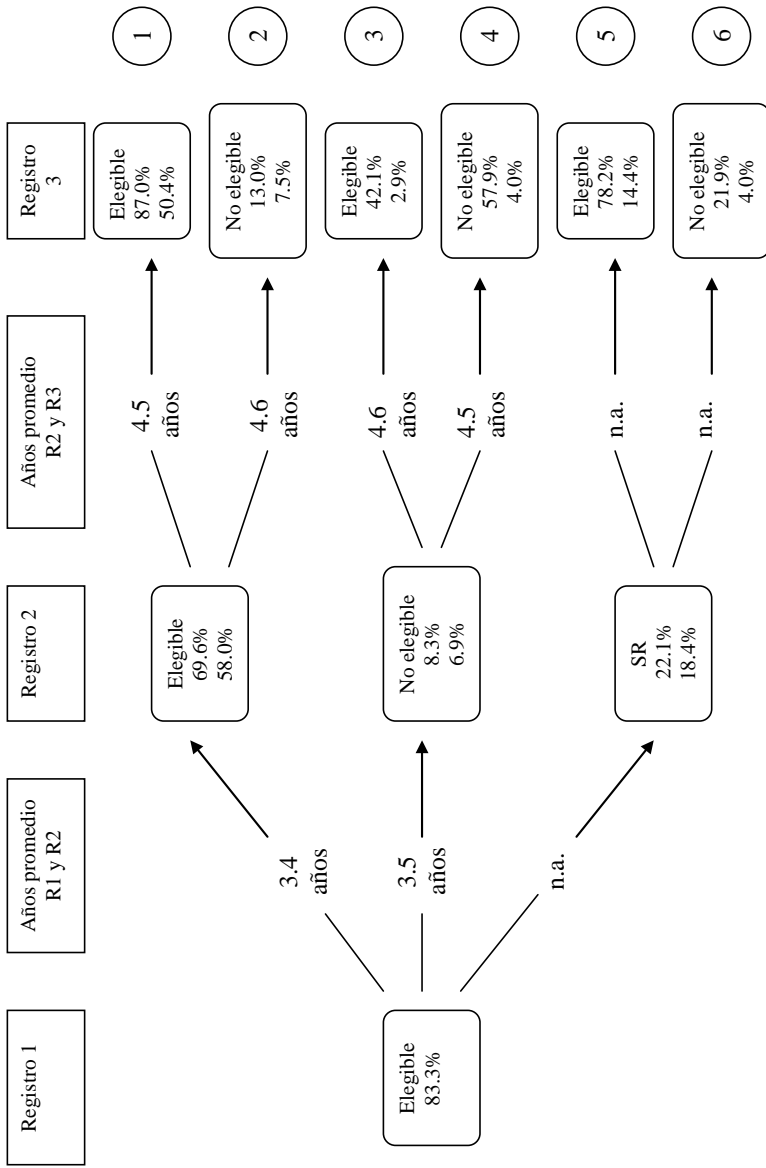 Registro 1
Años promedio
R1 y R2
Registro 2
Años promedio
R2 y R3
Registro
3
Elegible
83.3%
3.4
años
3.5
años
n.a.
Elegible
69.6%
58.0%
No elegible
8.3%
6.9%
SR
22.1%
18.4%
4.5
años
4.6
años
4.6
años
4.5
años
n.a.
n.a.
Elegible
87.0%
50.4%
1
No elegible
13.0%
7.5%
2
Elegible
42.1%
2.9%
3
No elegible
57.9%
4.0%
4
Elegible
78.2%
14.4%
5
No elegible
21.9%
4.0%
6